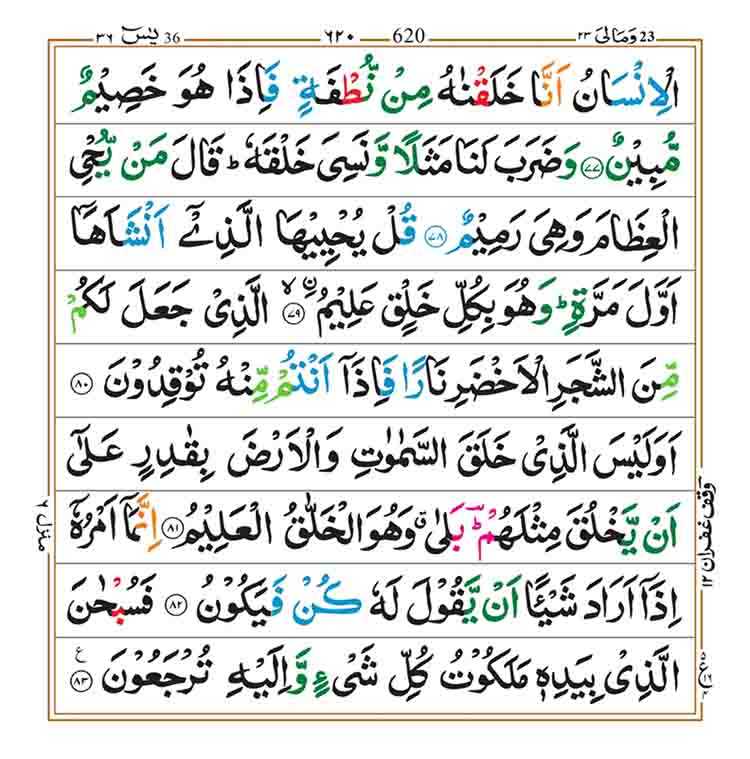 36 یٰسٓ ٣٦
620 ٦٢٠
23 وَمَالِیَ ٢٣
الْاِنْسَانُ اَنَّا خَلَقْنٰهُ مِنْ نُّطْفَةٍ فَاِذَا هُوَ خَصِیْمٌ
مُّبِیْنٌ ﴿٧٧﴾ وَضَرَبَ لَنَا مَثَلًا وَّنَسِیَ خَلْقَهٗ ؕ قَالَ مَنْ یُّحْیِ
الْعِظَامَ وَهِیَ رَمِیْمٌ ﴿٧٨﴾ قُلْ یُحْیِیْهَا الَّذِیْۤ اَنْشَاَهَاۤ
اَوَّلَ مَرَّةٍ ؕ وَهُوَ بِكُلِّ خَلْقٍ عَلِیْمُ ۙ ﴿٧٩﴾ ن الَّذِیْ جَعَلَ لَكُمْ
مِّنَ الشَّجَرِ الْاَخْضَرِ نَارًا فَاِذَاۤ اَنْتُمْ مِّنْهُ تُوْقِدُوْنَ ﴿٨٠﴾
اَوَلَیْسَ الَّذِیْ خَلَقَ السَّمٰوٰتِ وَالْاَرْضَ بِقٰدِرٍ عَلٰۤی
اَنْ یَّخْلُقَ مِثْلَهُمْ ؕ بَلٰی ۗ وَهُوَ الْخَلّٰقُ الْعَلِیْمُ ﴿٨١﴾ اِنَّمَاۤ اَمْرُهٗۤ
اِذَاۤ اَرَادَ شَیْـًٔا اَنْ یَّقُوْلَ لَهٗ كُنْ فَیَكُوْنُ ﴿٨٢﴾ فَسُبْحٰنَ
الَّذِیْ بِیَدِهٖ مَلَكُوْتُ كُلِّ شَیْءٍ وَّاِلَیْهِ تُرْجَعُوْنَ ﴿٨٣﴾ ع
وقف غفران ١٢
منزل ٦